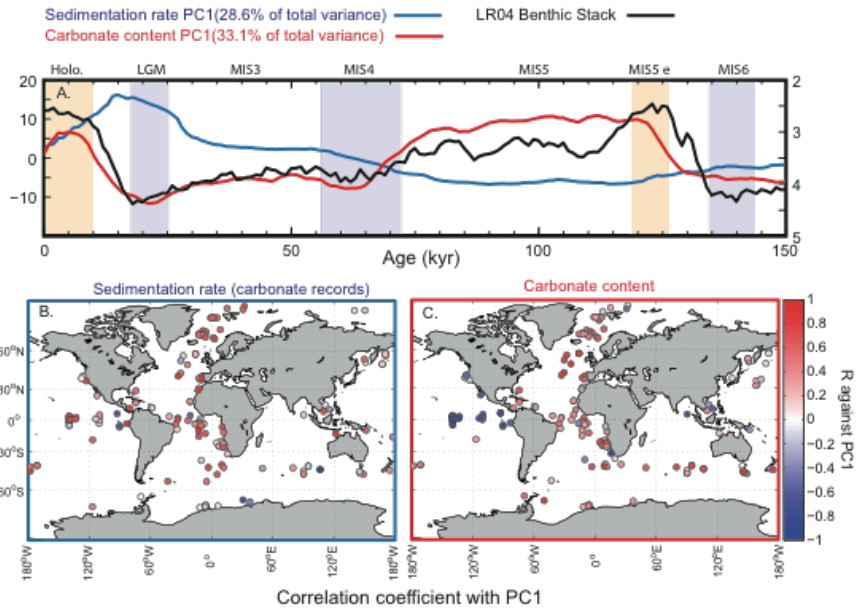 Sedimentation rate PC1(28.6% of total variance) LR04 Benthic Stack
Carbonate content PC1(33.1% of total variance)
Holo. LGM MIS3 MIS4 MIS5 MIS5 e MIS6
A.
20 2
10 3
0
−10 4
5
0 50 100 150
Age (kyr)
Sedimentation rate (carbonate records) Carbonate content
B. C.
60°N
30°N
0°
30°S
60°S
180°W 120°W 60°W 0° 60°E 120°E 180°W 180°W 120°W 60°W 0° 60°E 120°E 180°W
1
0.8
0.6
0.4
0.2
0
−0.2
−0.4
−0.6
−0.8
−1
R against PC1
Correlation coefficient with PC1